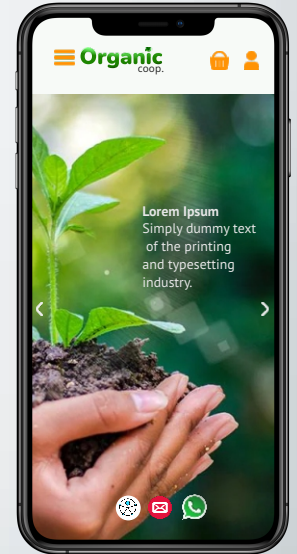 Organic
coop.
Lorem Ipsum
Simply dummy text
of the printing
and typesetting
industry.